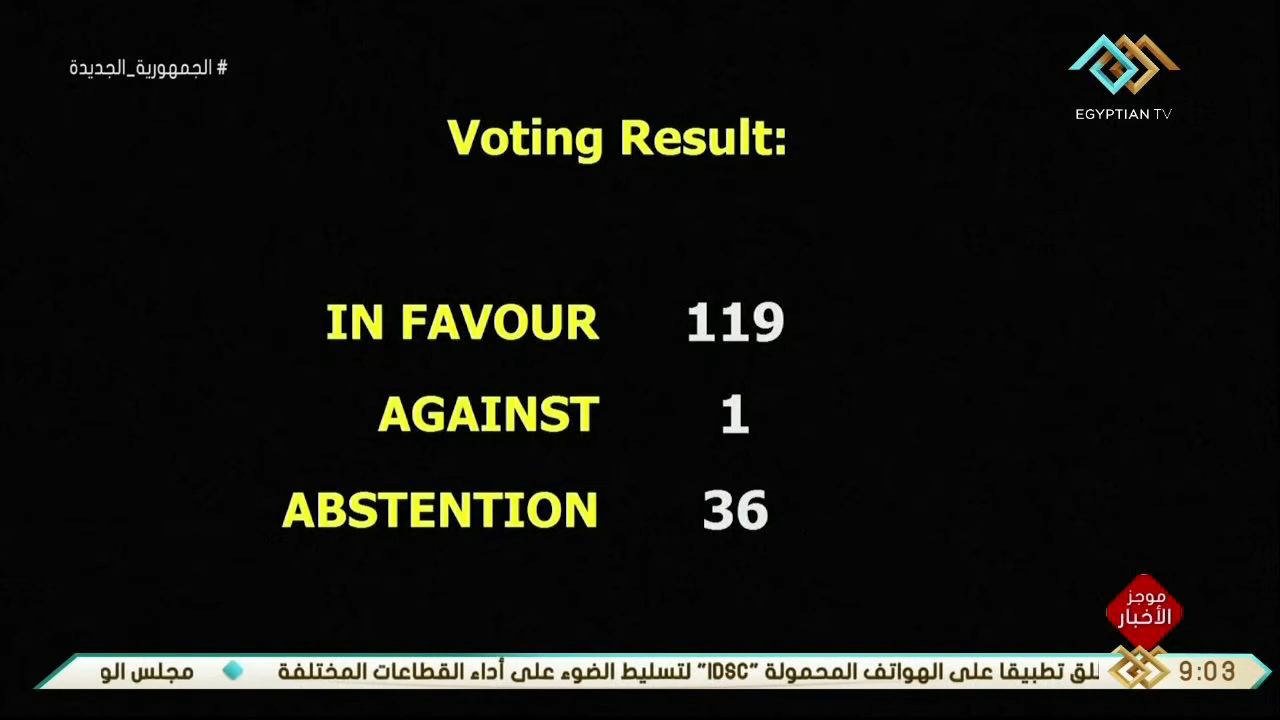 # الجمهورية_الجديدة
EGYPTIAN TV
Voting Result:
IN FAVOUR 119
AGAINST 1
ABSTENTION 36
موجز
الأخبار
لق تطبيقا على الهواتف المحمولة "IDSC" لتسليط الضوء على أداء القطاعات المختلفة مجلس الو
9:03